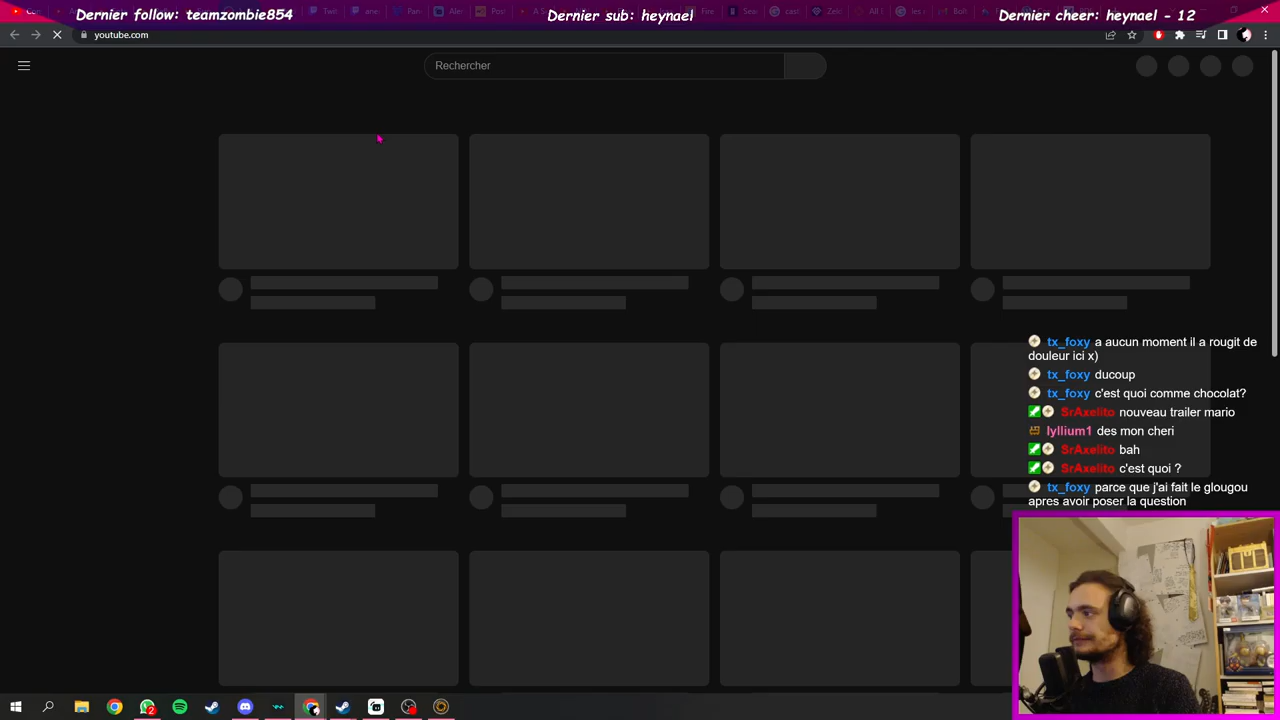 Dernier follow: teamzombie854
Dernier sub: heynael
Dernier cheer: heynael - 12
youtube.com
Rechercher
tx_foxy a aucun moment il a rougit de
douleur ici x)
tx_foxy ducoup
tx_foxy c'est quoi comme chocolat?
SrAxelito nouveau trailer mario
lyllium1 des mon cheri
SrAxelito bah
SrAxelito c'est quoi ?
tx_foxy parce que j'ai fait le glougou
apres avoir poser la question
2